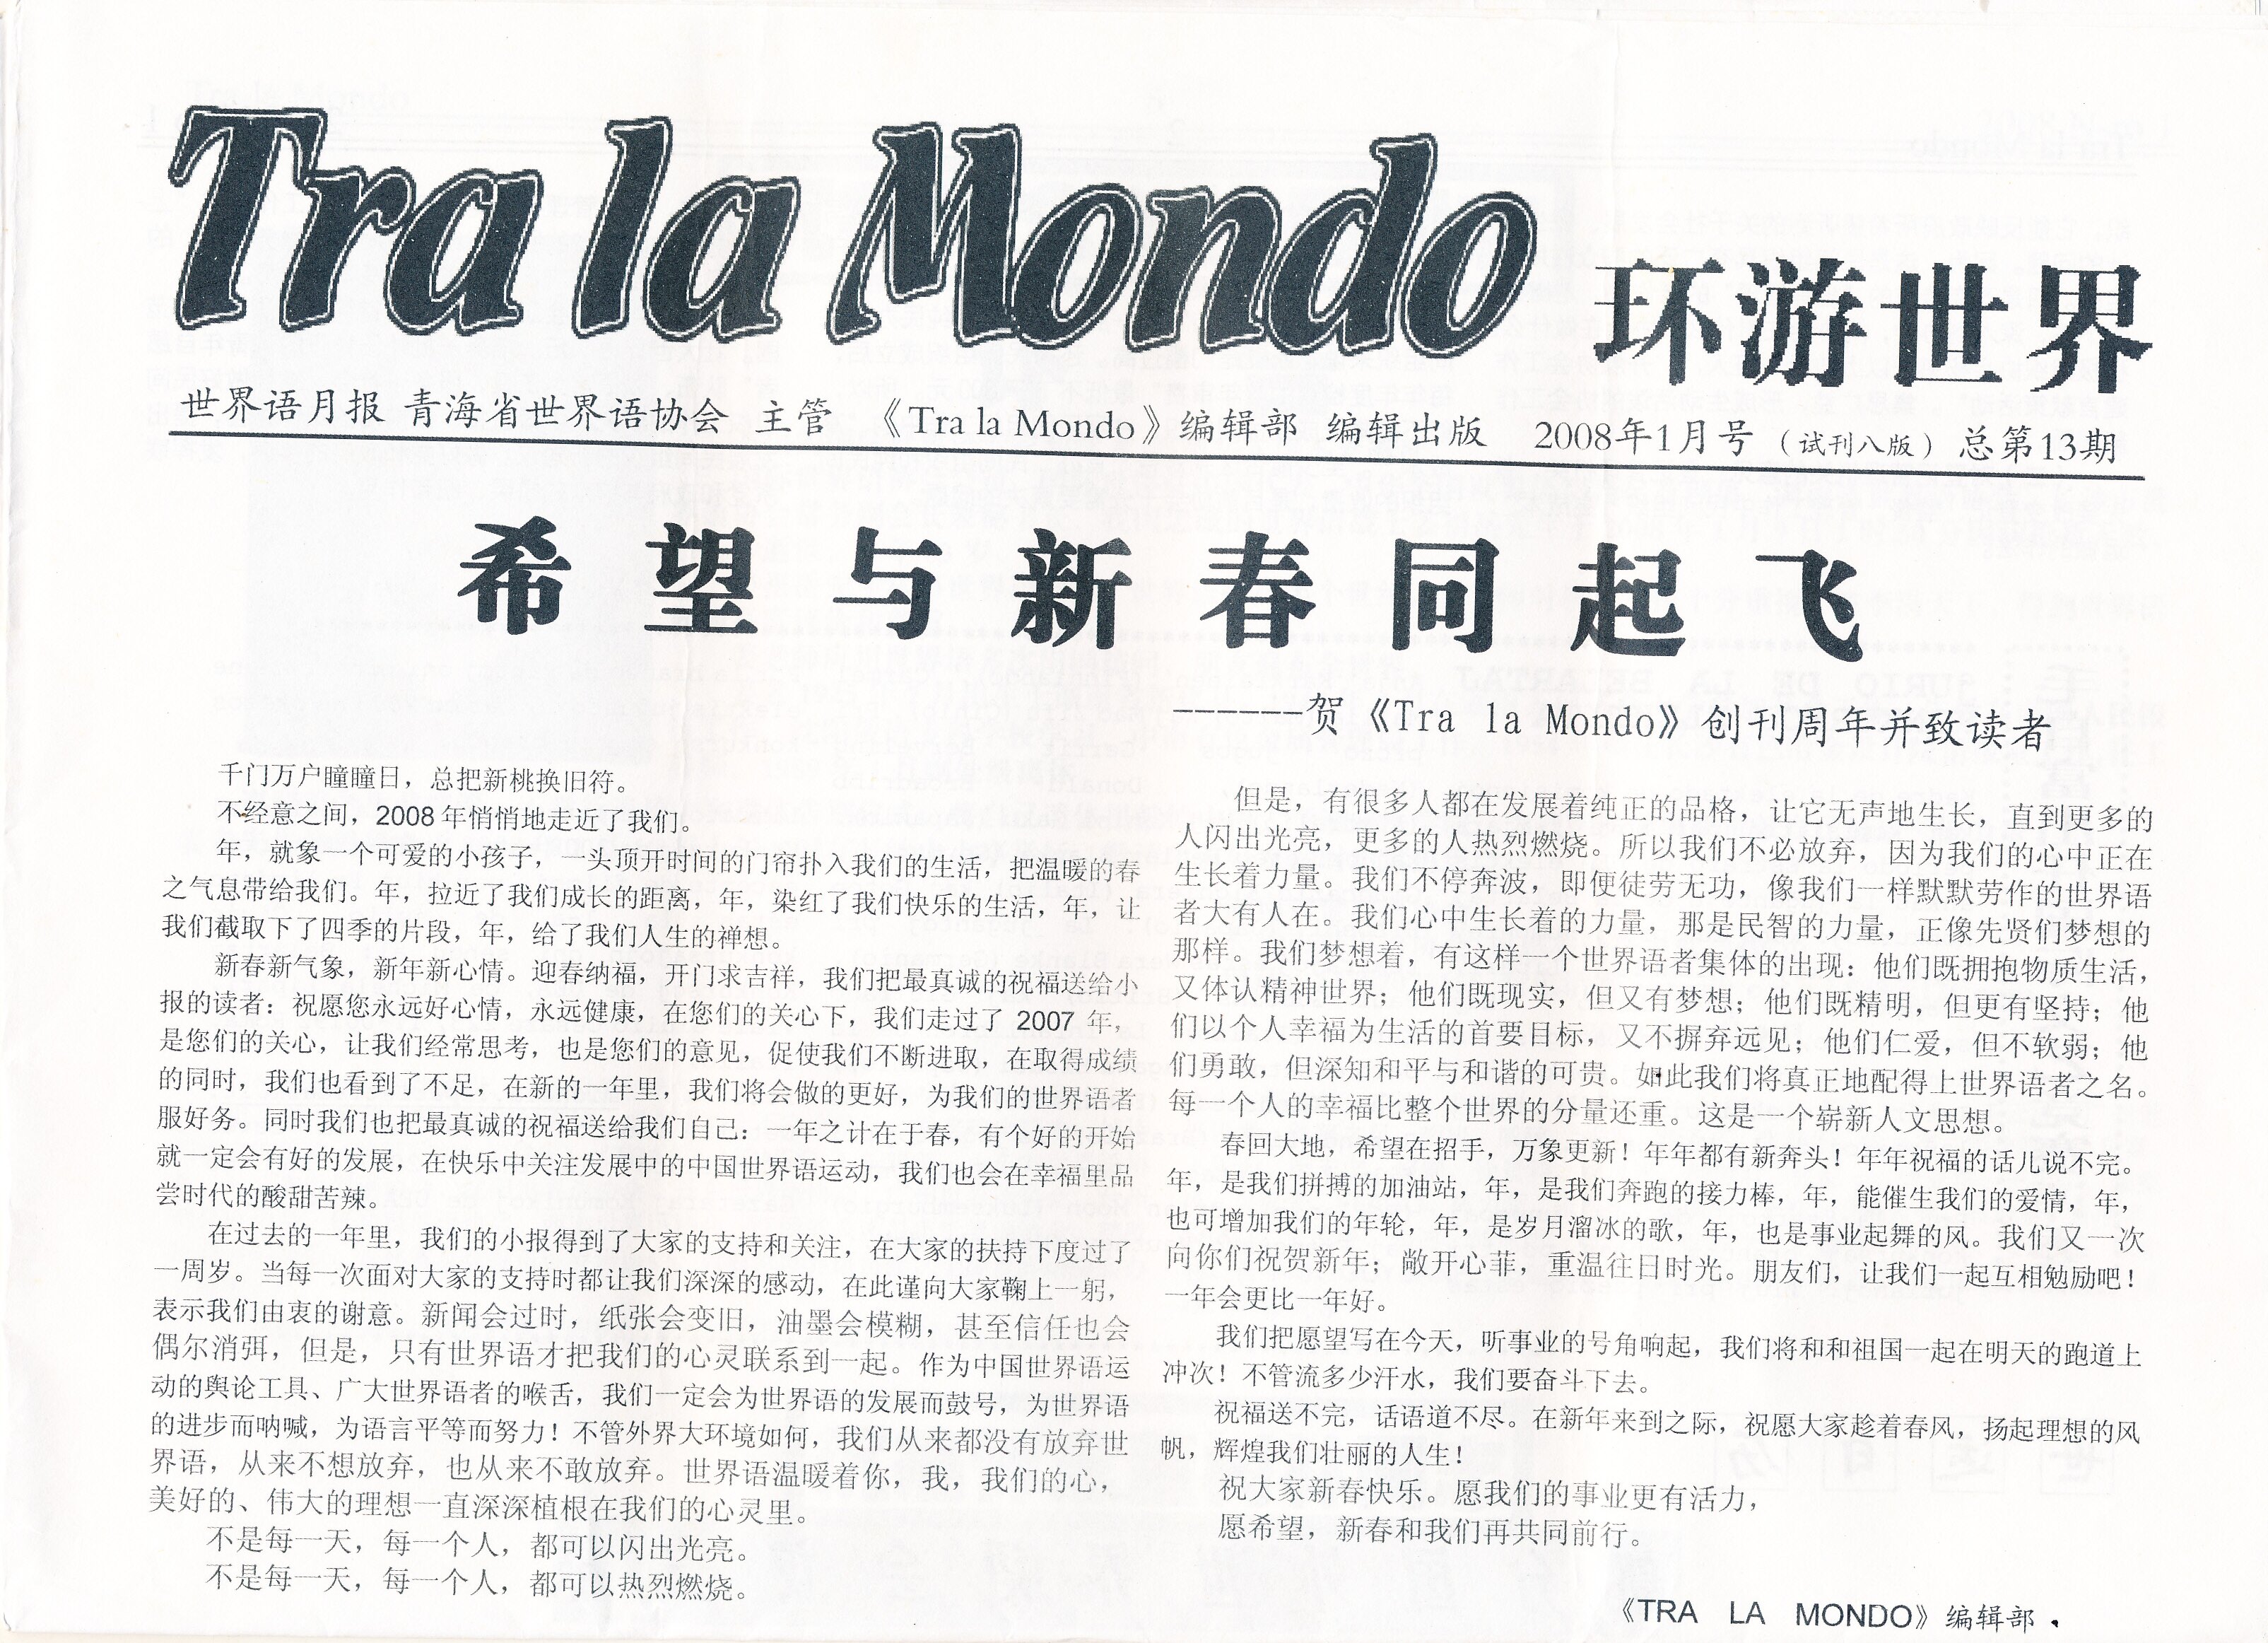 Tra la Mondo 环游世界
世界语月报 青海省世界语协会 主管 《Tra la Mondo》编辑部 编辑出版 2008年1月号 (试刊八版) 总第13期
希望与新春同起飞
------贺《Tra la Mondo》创刊周年并致读者
千门万户瞳瞳日，总把新桃换旧符。
不经意之间，2008年悄悄地走近了我们。
年，就象一个可爱的小孩子，一头顶开时间的门帘扑入我们的生活，把温暖的春
之气息带给我们。年，拉近了我们成长的距离，年，染红了我们快乐的生活，年，让
我们截取下了四季的片段，年，给了我们人生的禅想。
新春新气象，新年新心情。迎春纳福，开门求吉祥，我们把最真诚的祝福送给小
报的读者：祝愿您永远好心情，永远健康，在您们的关心下，我们走过了 2007 年，
是您们的关心，让我们经常思考，也是您们的意见，促使我们不断进取，在取得成绩
的同时，我们也看到了不足，在新的一年里，我们将会做的更好，为我们的世界语者
服好务。同时我们也把最真诚的祝福送给我们自己：一年之计在于春，有个好的开始
就一定会有好的发展，在快乐中关注发展中的中国世界语运动，我们也会在幸福里品
尝时代的酸甜苦辣。
在过去的一年里，我们的小报得到了大家的支持和关注，在大家的扶持下度过了
一周岁。当每一次面对大家的支持时都让我们深深的感动，在此谨向大家鞠上一躬，
表示我们由衷的谢意。新闻会过时，纸张会变旧，油墨会模糊，甚至信任也会
偶尔消弭，但是，只有世界语才把我们的心灵联系到一起。作为中国世界语运
动的舆论工具、广大世界语者的喉舌，我们一定会为世界语的发展而鼓号，为世界语
的进步而呐喊，为语言平等而努力！不管外界大环境如何，我们从来都没有放弃世
界语，从来不想放弃，也从来不敢放弃。世界语温暖着你，我，我们的心，
美好的、伟大的理想一直深深植根在我们的心灵里。
不是每一天，每一个人，都可以闪出光亮。
不是每一天，每一个人，都可以热烈燃烧。
但是，有很多人都在发展着纯正的品格，让它无声地生长，直到更多的
人闪出光亮，更多的人热烈燃烧。所以我们不必放弃，因为我们的心中正在
生长着力量。我们不停奔波，即便徒劳无功，像我们一样默默劳作的世界语
者大有人在。我们心中生长着的力量，那是民智的力量，正像先贤们梦想的
那样。我们梦想着，有这样一个世界语者集体的出现：他们既拥抱物质生活，
又体认精神世界；他们既现实，但又有梦想；他们既精明，但更有坚持；他
们以个人幸福为生活的首要目标，又不摒弃远见；他们仁爱，但不软弱；他
们勇敢，但深知和平与和谐的可贵。如此我们将真正地配得上世界语者之名。
每一个人的幸福比整个世界的分量还重。这是一个崭新人文思想。
春回大地，希望在招手，万象更新！年年都有新奔头！年年祝福的话儿说不完。
年，是我们拼搏的加油站，年，是我们奔跑的接力棒，年，能催生我们的爱情，年，
也可增加我们的年轮，年，是岁月溜冰的歌，年，也是事业起舞的风。我们又一次
向你们祝贺新年；敞开心菲，重温往日时光。朋友们，让我们一起互相勉励吧！
一年会更比一年好。
我们把愿望写在今天，听事业的号角响起，我们将和和祖国一起在明天的跑道上
冲次！不管流多少汗水，我们要奋斗下去。
祝福送不完，话语道不尽。在新年来到之际，祝愿大家趁着春风，扬起理想的风
帆，辉煌我们壮丽的人生！
祝大家新春快乐。愿我们的事业更有活力，
愿希望，新春和我们再共同前行。
《TRA LA MONDO》编辑部